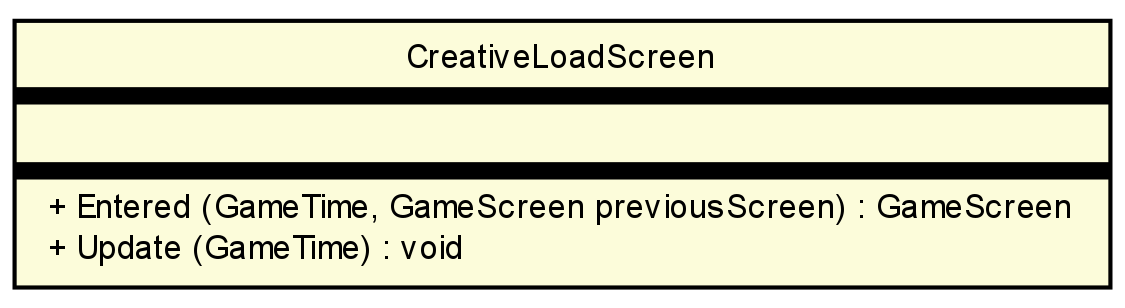 CreativeLoadScreen
+ Entered (GameTime, GameScreen previousScreen) : GameScreen
+ Update (GameTime) : void